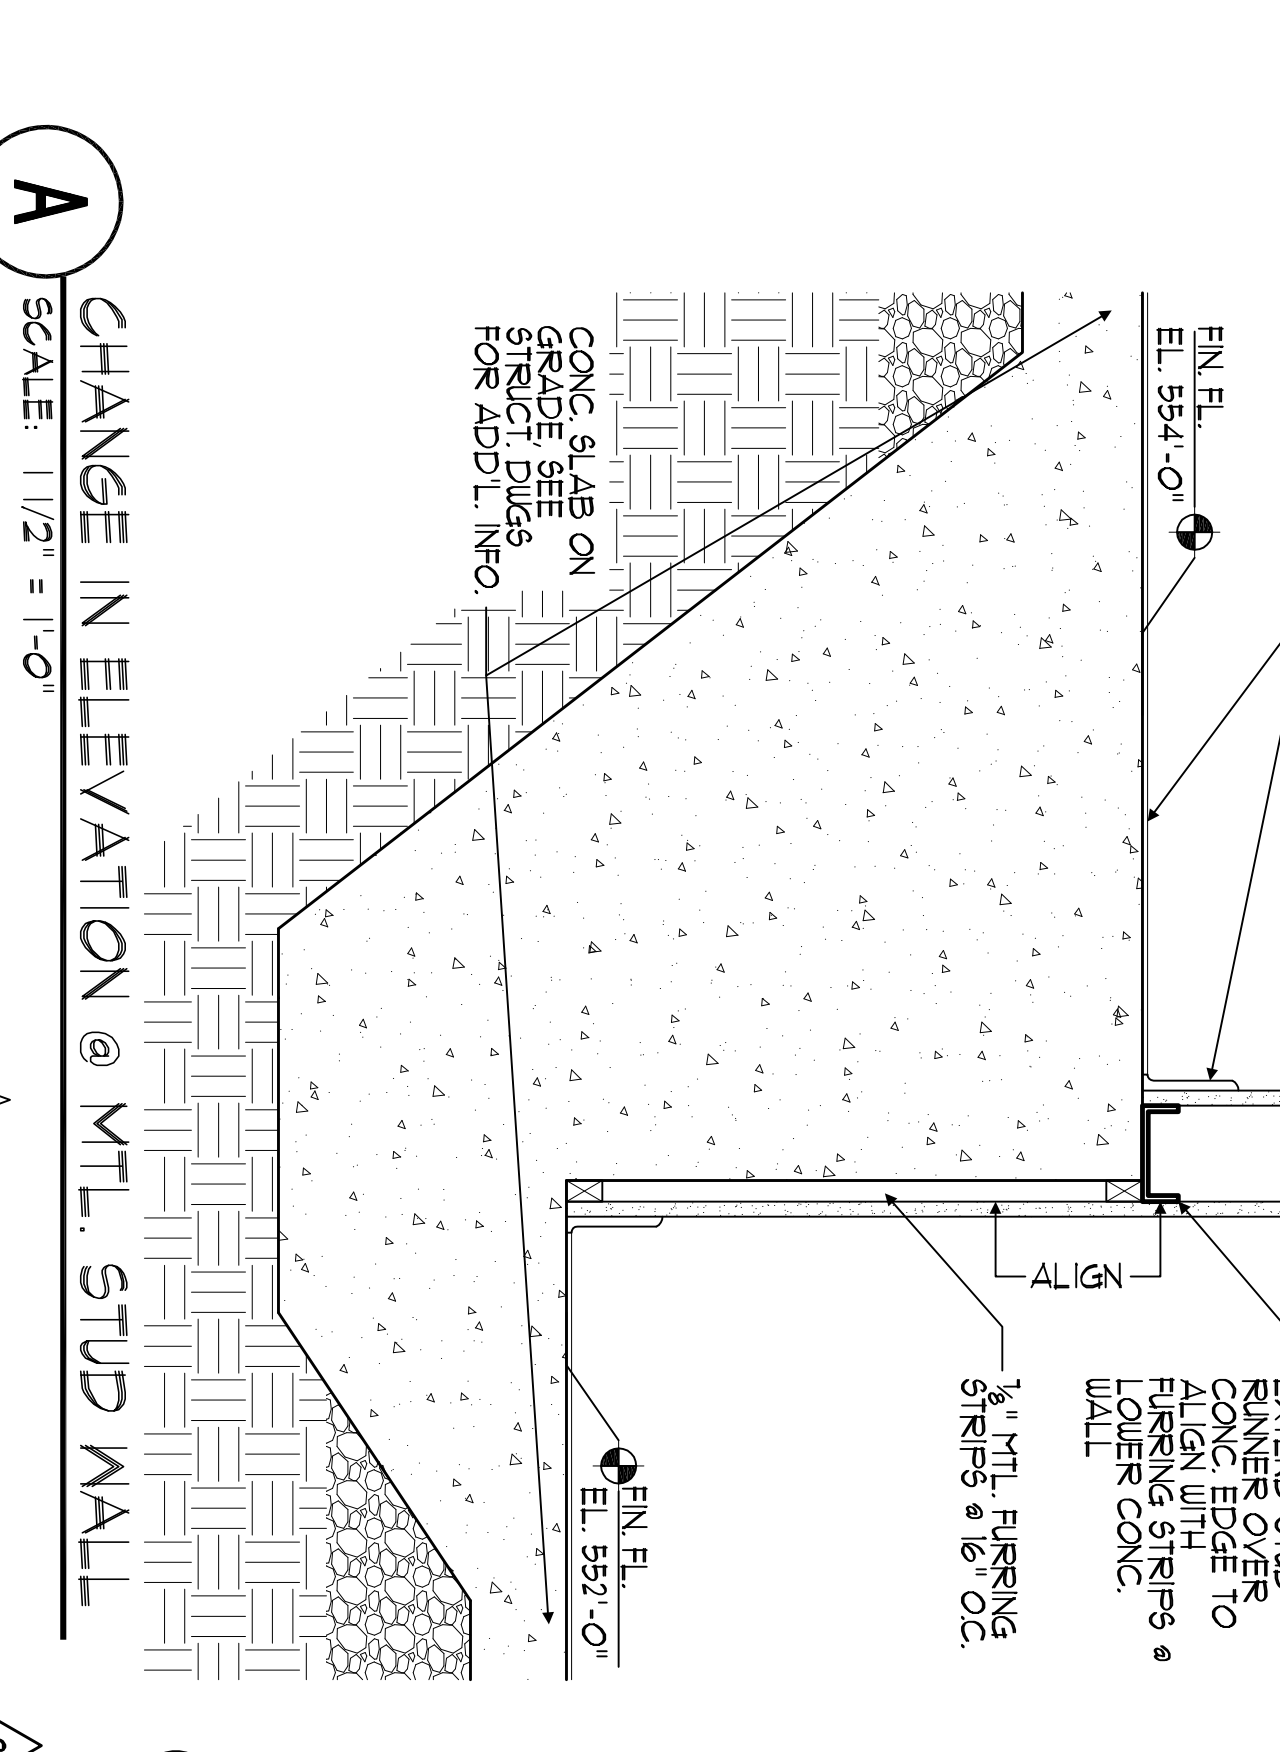 FIN. FL.
EL. 554'-0"
RUNNER OVER
CONC. EDGE TO
ALIGN WITH
FURRING STRIPS @
LOWER CONC.
WALL
ALIGN
MTL. FURRING
STRIPS @ 16" O.C.
FIN. FL.
EL. 552'-0"
CONC. SLAB ON
GRADE, SEE
STRUCT. DWGS
FOR ADD'L. INFO.
A
CHANGE IN ELEVATION @ MTL. STUD WALL
SCALE: 1 1/2" = 1'-0"